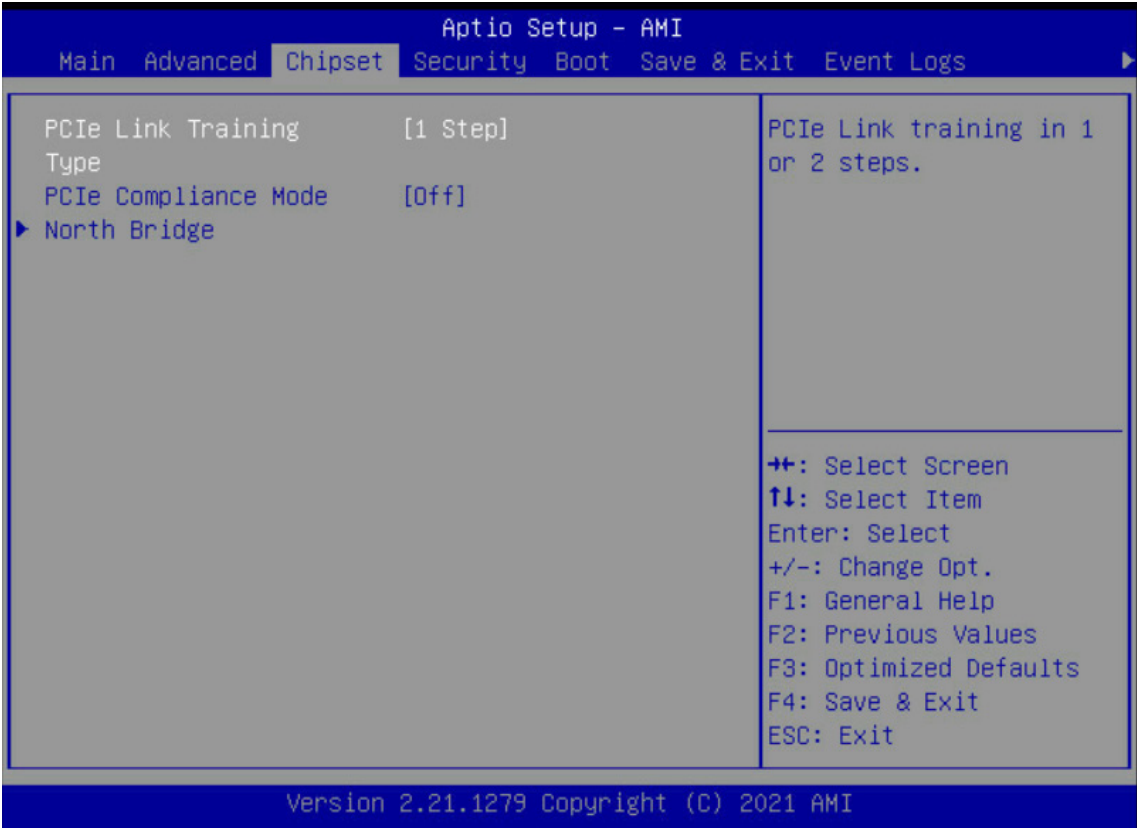 Aptio Setup – AMI
Main Advanced Chipset Security Boot Save & Exit Event Logs ▶
PCIe Link Training [1 Step]
Type
PCIe Compliance Mode [Off]
▶ North Bridge
PCIe Link training in 1
or 2 steps.
→←: Select Screen
↑↓: Select Item
Enter: Select
+/-: Change Opt.
F1: General Help
F2: Previous Values
F3: Optimized Defaults
F4: Save & Exit
ESC: Exit
Version 2.21.1279 Copyright (C) 2021 AMI